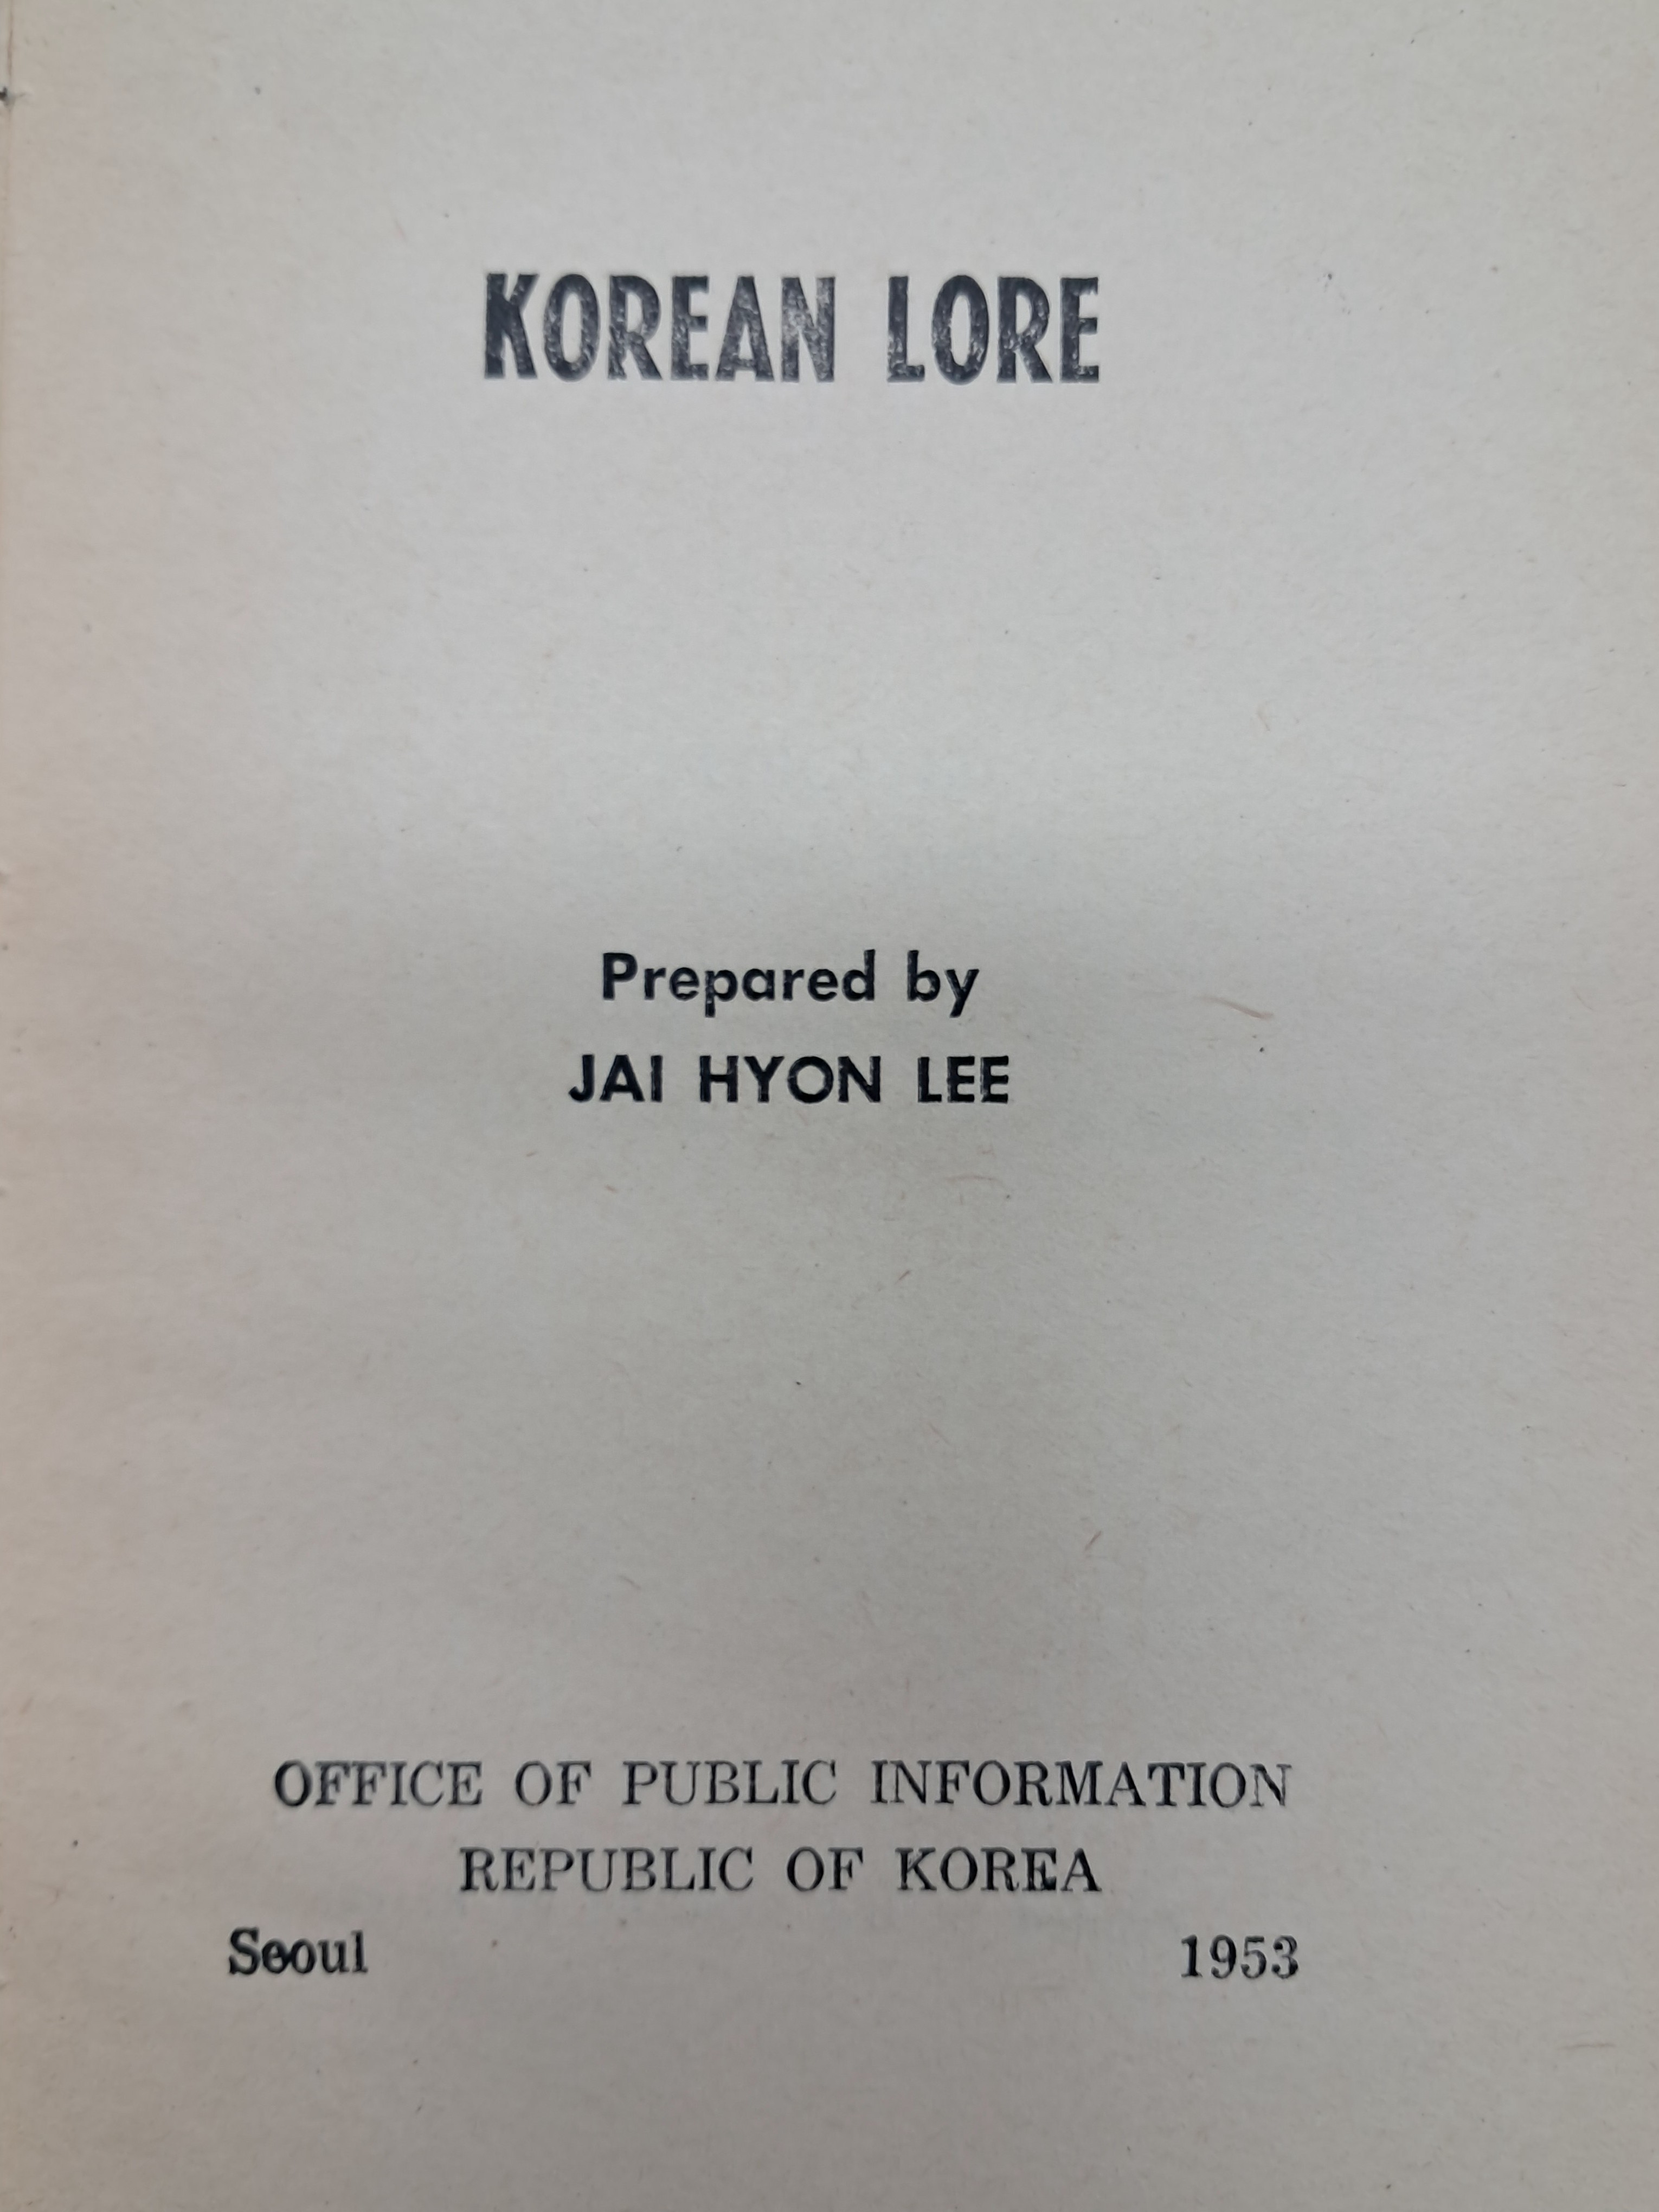 KOREAN LORE
Prepared by
JAI HYON LEE
OFFICE OF PUBLIC INFORMATION
REPUBLIC OF KOREA
Seoul 1953